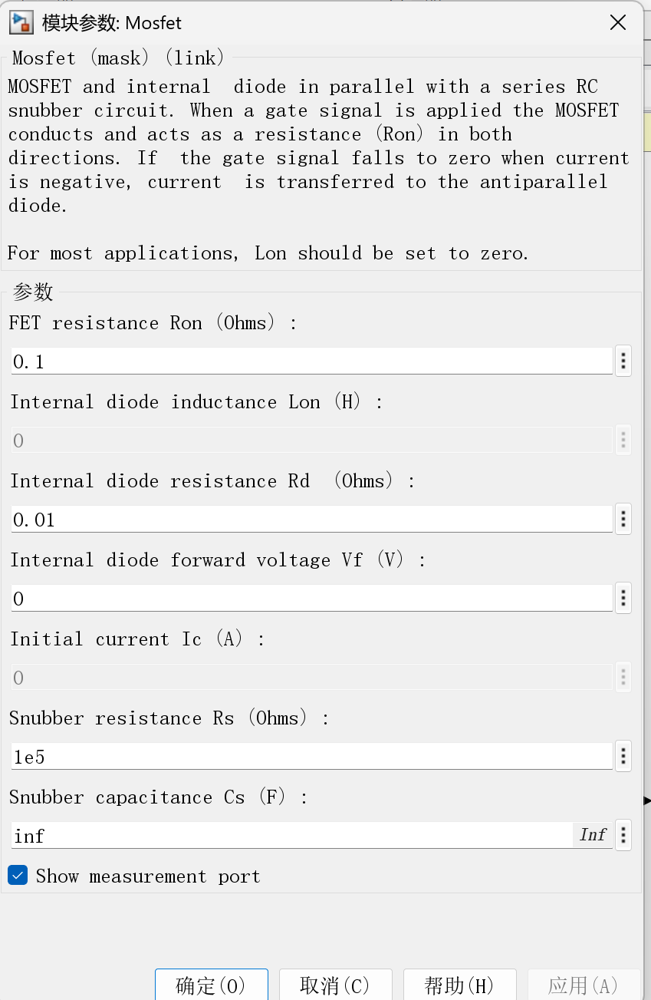 模块参数: Mosfet
Mosfet (mask) (link)
MOSFET and internal  diode in parallel with a series RC
snubber circuit. When a gate signal is applied the MOSFET
conducts and acts as a resistance (Ron) in both
directions. If  the gate signal falls to zero when current
is negative, current  is transferred to the antiparallel
diode.
For most applications, Lon should be set to zero.
参数
FET resistance Ron (Ohms) :
0.1
Internal diode inductance Lon (H) :
0
Internal diode resistance Rd  (Ohms) :
0.01
Internal diode forward voltage Vf (V) :
0
Initial current Ic (A) :
0
Snubber resistance Rs (Ohms) :
1e5
Snubber capacitance Cs (F) :
inf Inf
Show measurement port
确定(O) 取消(C) 帮助(H) 应用(A)